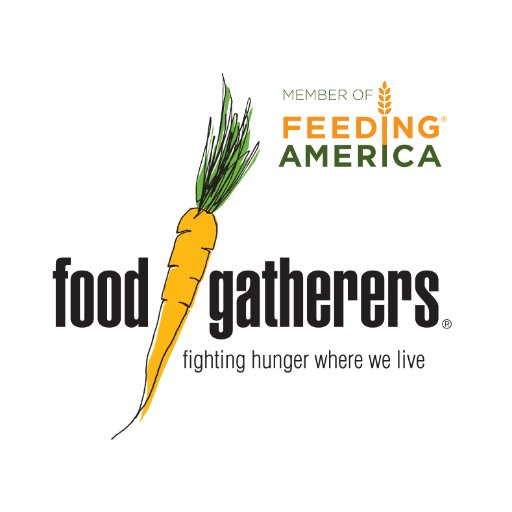 MEMBER OF
FEEDING®
AMERICA
food gatherers®
fighting hunger where we live